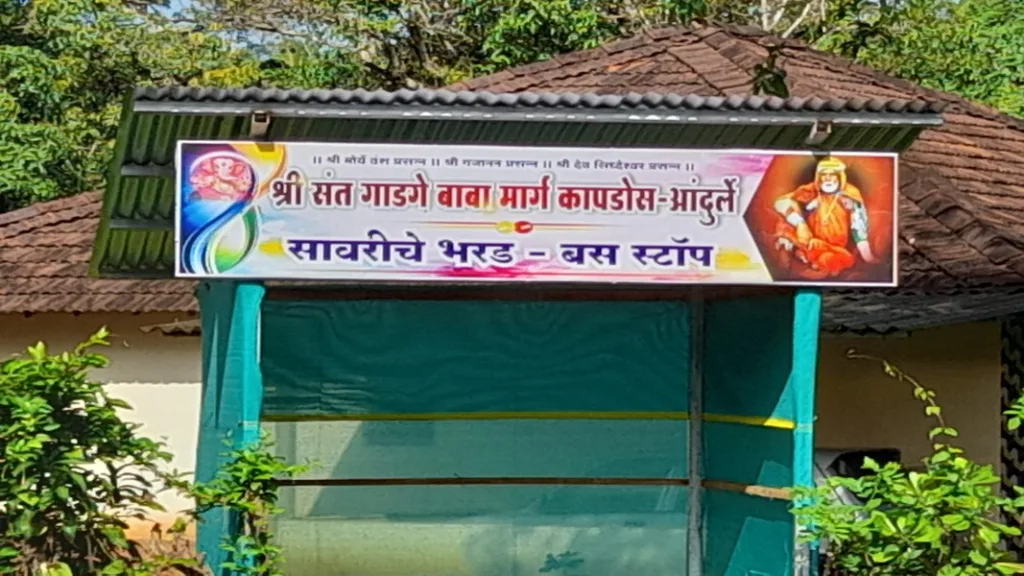 ।। श्री मोर्ये वंश प्रसन्न ।। श्री गजानन प्रसन्न ।। श्री देव सिध्देश्वर प्रसन्न ।।
श्री संत गाडगे बाबा मार्ग कापडोस-आंदुर्ले
सावरीचे भरड - बस स्टॉप